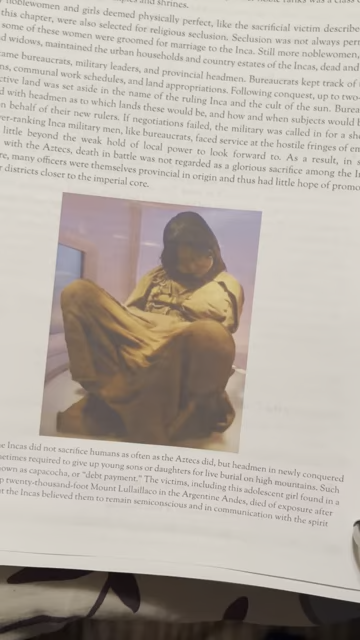 and shrines.
noblewomen and girls deemed physically perfect, like the sacrificial victim describe
this chapter, were also selected for religious seclusion. Seclusion was not always per
some of these women were groomed for marriage to the Inca. Still more noblewomen,
d widows, maintained the urban households and country estates of the Incas, dead an
ame bureaucrats, military leaders, and provincial headmen. Bureaucrats kept track of
ns, communal work schedules, and land appropriations. Following conquest, up to two
ctive land was set aside in the name of the ruling Inca and the cult of the sun. Bureau
d with headmen as to which lands these would be, and how and when subjects would b
n behalf of their new rulers. If negotiations failed, the military was called in for a sh
er-ranking Inca military men, like bureaucrats, faced service at the hostile fringes of em
little beyond the weak hold of local power to look forward to. As a result, in s
with the Aztecs, death in battle was not regarded as a glorious sacrifice among the I
re, many officers were themselves provincial in origin and thus had little hope of promo
r districts closer to the imperial core.
e Incas did not sacrifice humans as often as the Aztecs did, but headmen in newly conquered
metimes required to give up young sons or daughters for live burial on high mountains. Such
own as capacocha, or "debt payment." The victims, including this adolescent girl found in a
p twenty-thousand-foot Mount Lullaillaco in the Argentine Andes, died of exposure after
t the Incas believed them to remain semiconscious and in communication with the spirit